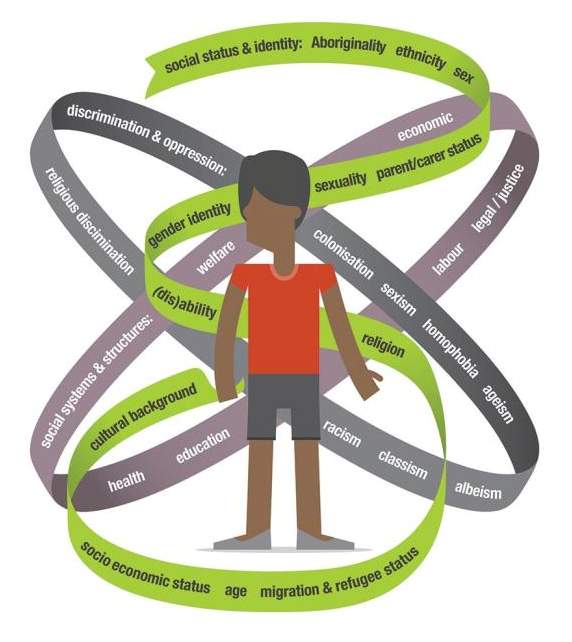 social status & identity: Aboriginality ethnicity sex
parent/carer status
sexuality
gender identity
(dis)ability
religion
migration & refugee status
age
socio economic status
cultural background
discrimination & oppression:
colonisation
sexism
homophobia
ageism
albeism
classism
racism
religious discimination
social systems & structures:
welfare
economic
legal / justice
labour
education
health